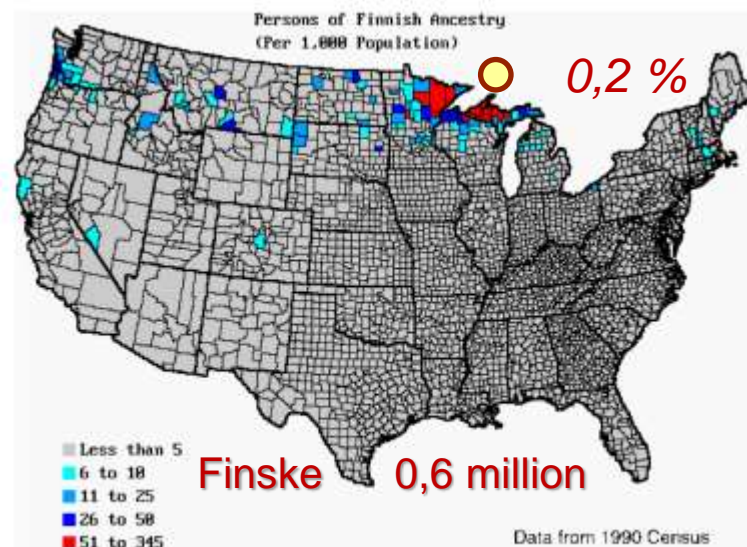 Persons of Finnish Ancestry
(Per 1,000 Population)
0,2 %
Less than 5
6 to 10
11 to 25
26 to 50
51 to 345
Finske 0,6 million
Data from 1990 Census